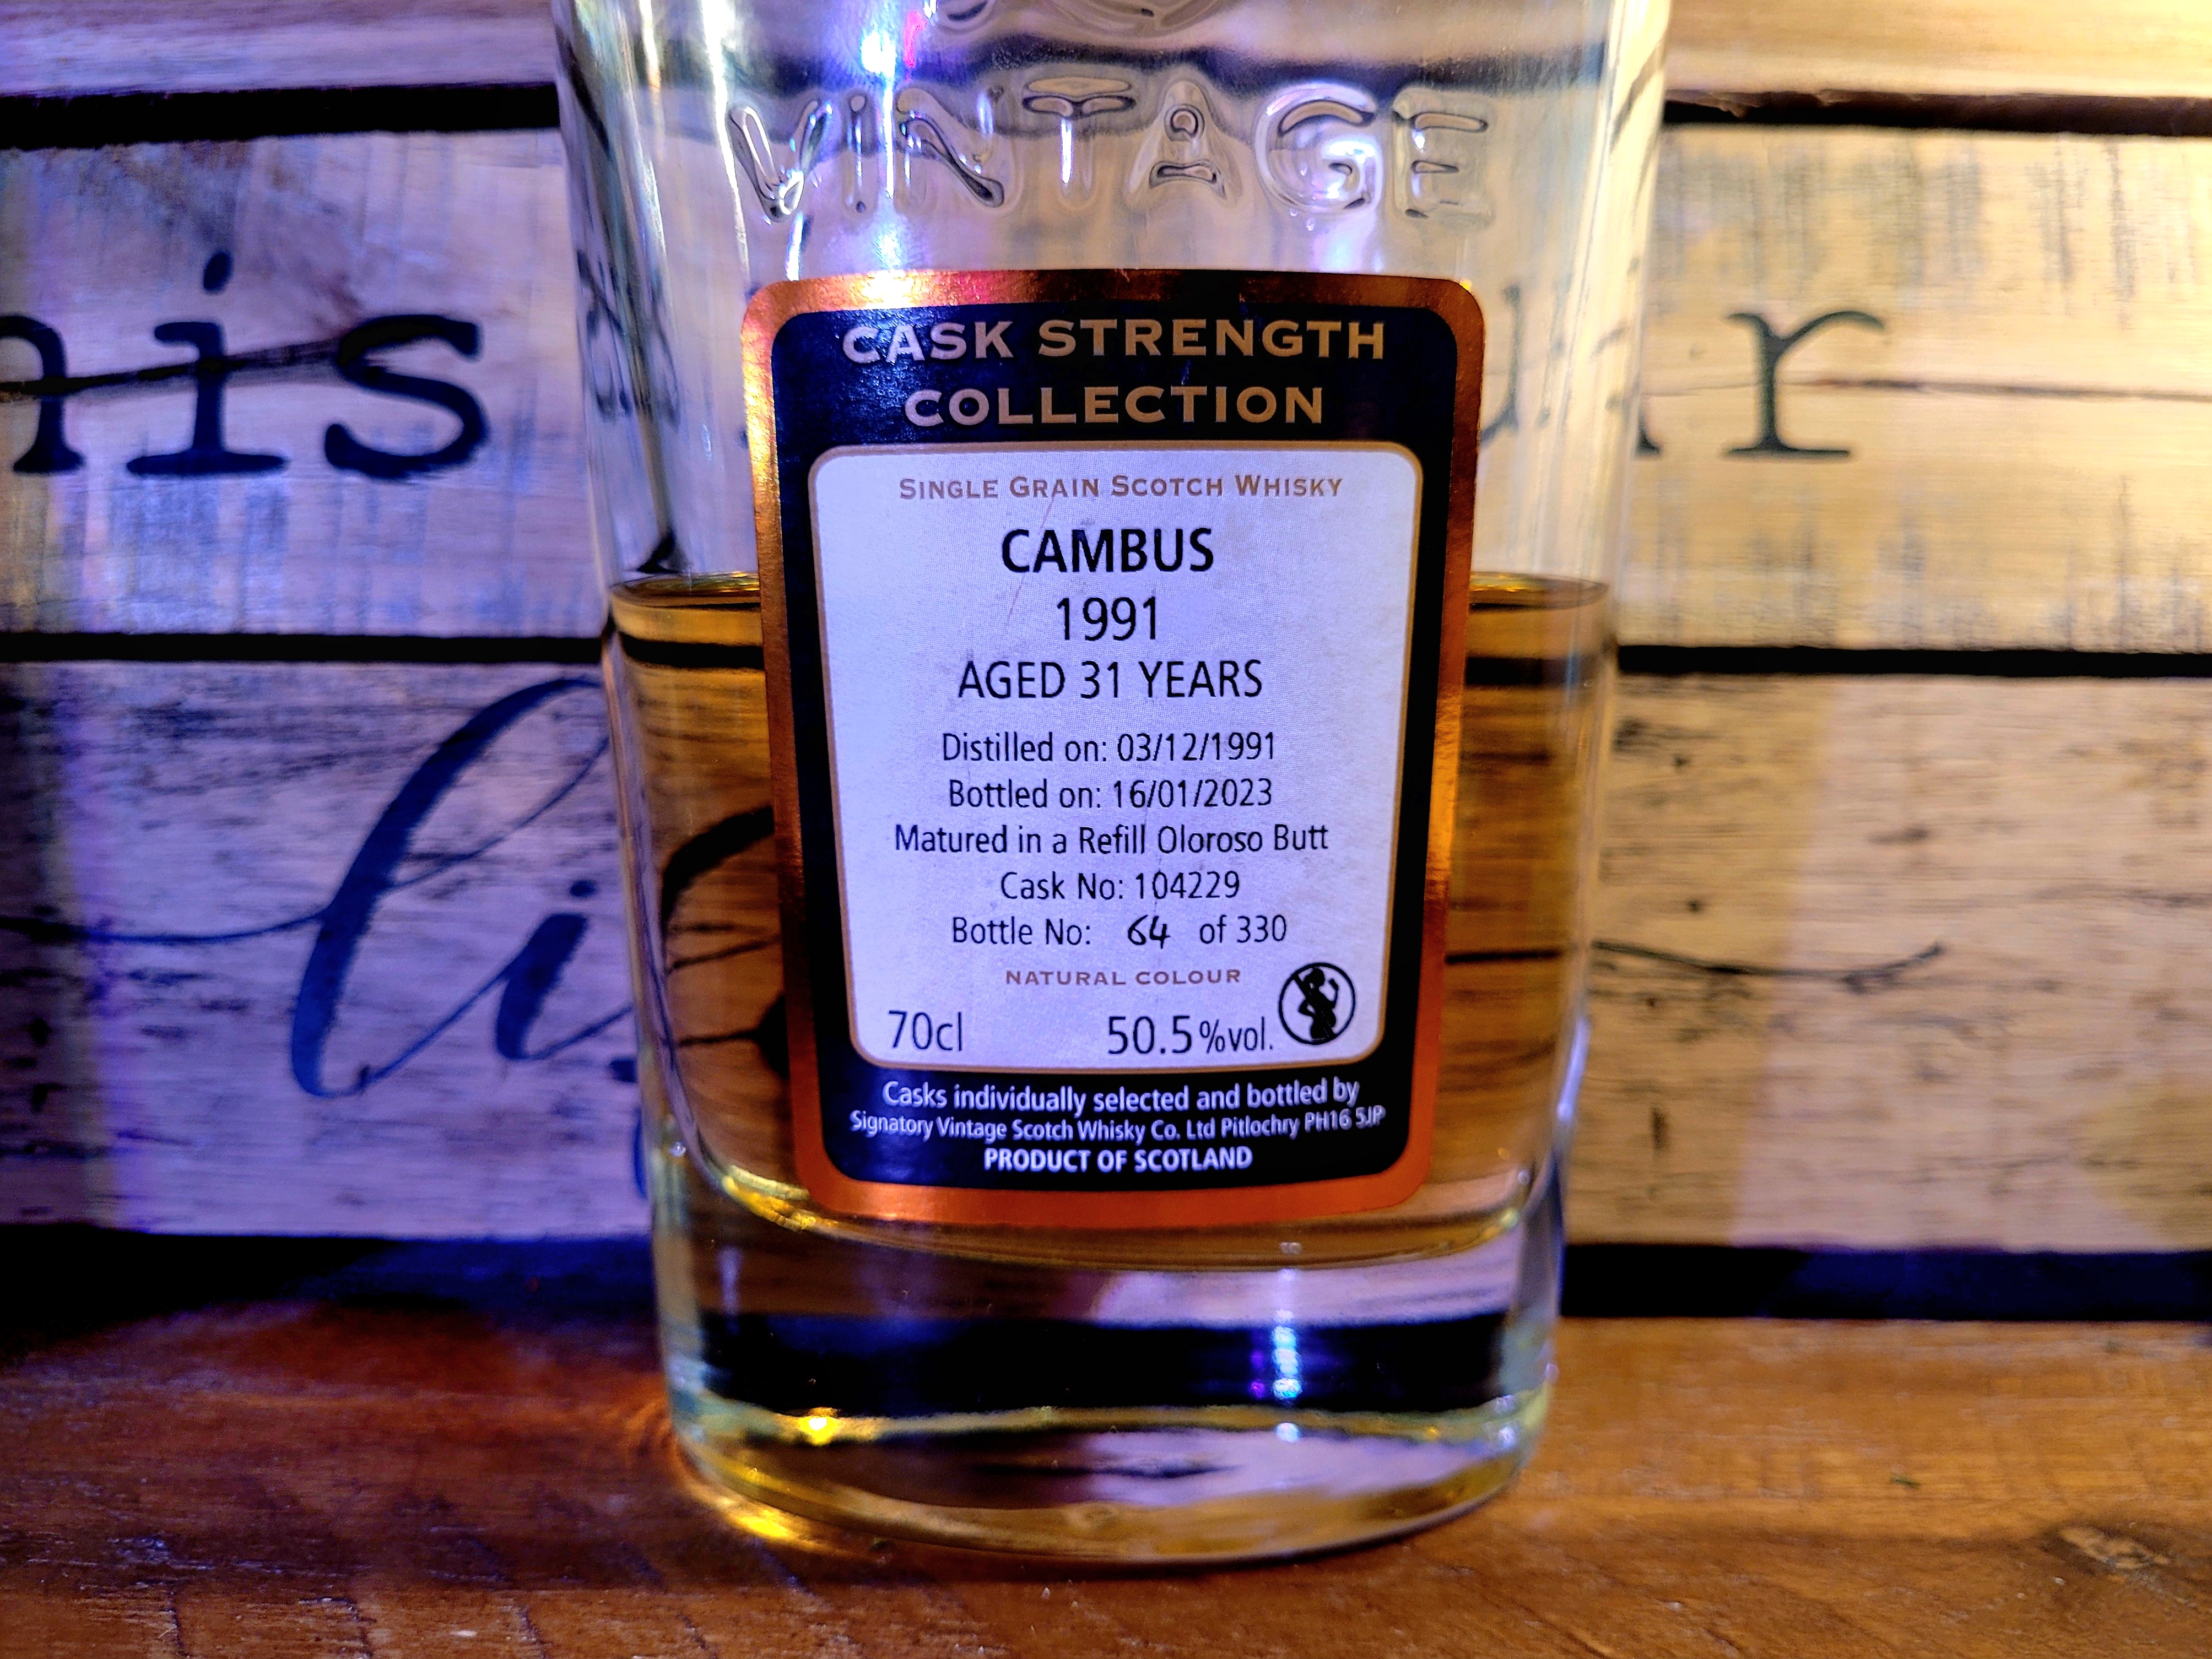 VINTAGE
CASK STRENGTH
COLLECTION
SINGLE GRAIN SCOTCH WHISKY
CAMBUS
1991
AGED 31 YEARS
Distilled on: 03/12/1991
Bottled on: 16/01/2023
Matured in a Refill Oloroso Butt
Cask No: 104229
Bottle No: 64 of 330
NATURAL COLOUR
70cl 50.5%vol.
Casks individually selected and bottled by
Signatory Vintage Scotch Whisky Co. Ltd Pitlochry PH16 5JP
PRODUCT OF SCOTLAND